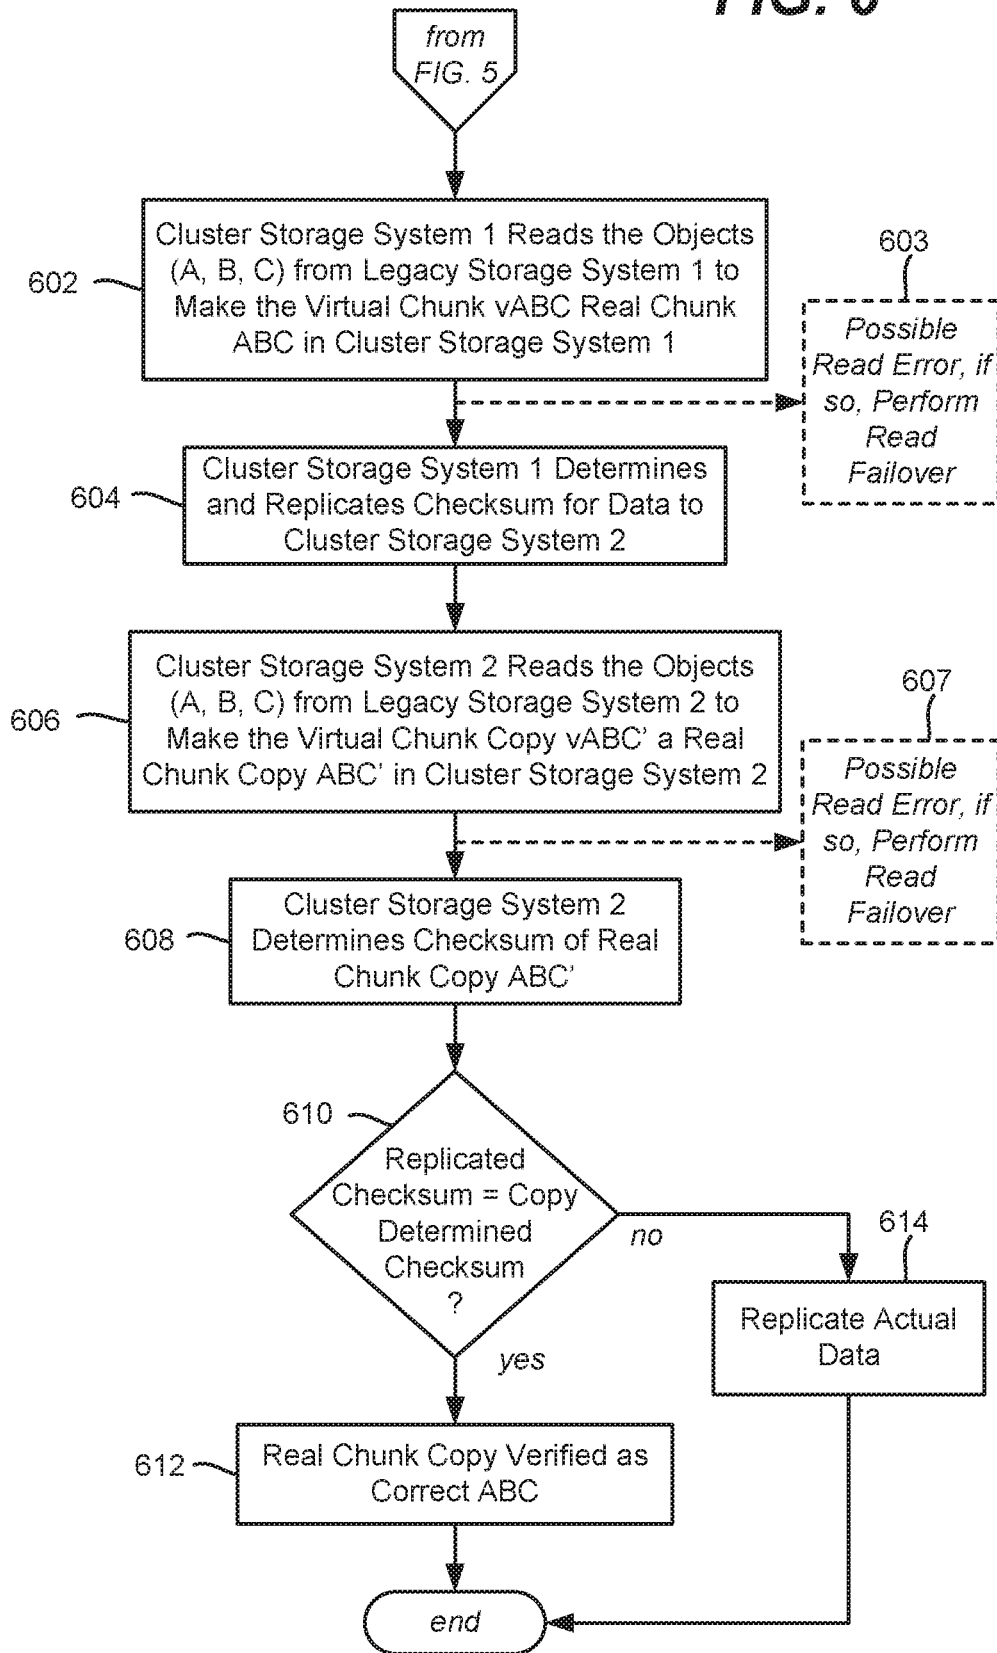 FIG. 6
from
FIG. 5
Cluster Storage System 1 Reads the Objects
(A, B, C) from Legacy Storage System 1 to
Make the Virtual Chunk vABC Real Chunk
ABC in Cluster Storage System 1
602
603
Possible
Read Error, if
so, Perform
Read
Failover
Cluster Storage System 1 Determines
and Replicates Checksum for Data to
Cluster Storage System 2
604
Cluster Storage System 2 Reads the Objects
(A, B, C) from Legacy Storage System 2 to
Make the Virtual Chunk Copy vABC’ a Real
Chunk Copy ABC’ in Cluster Storage System 2
606
607
Possible
Read Error, if
so, Perform
Read
Failover
Cluster Storage System 2
Determines Checksum of Real
Chunk Copy ABC’
608
610
Replicated
Checksum = Copy
Determined
Checksum
?
no
yes
614
Replicate Actual
Data
Real Chunk Copy Verified as
Correct ABC
612
end